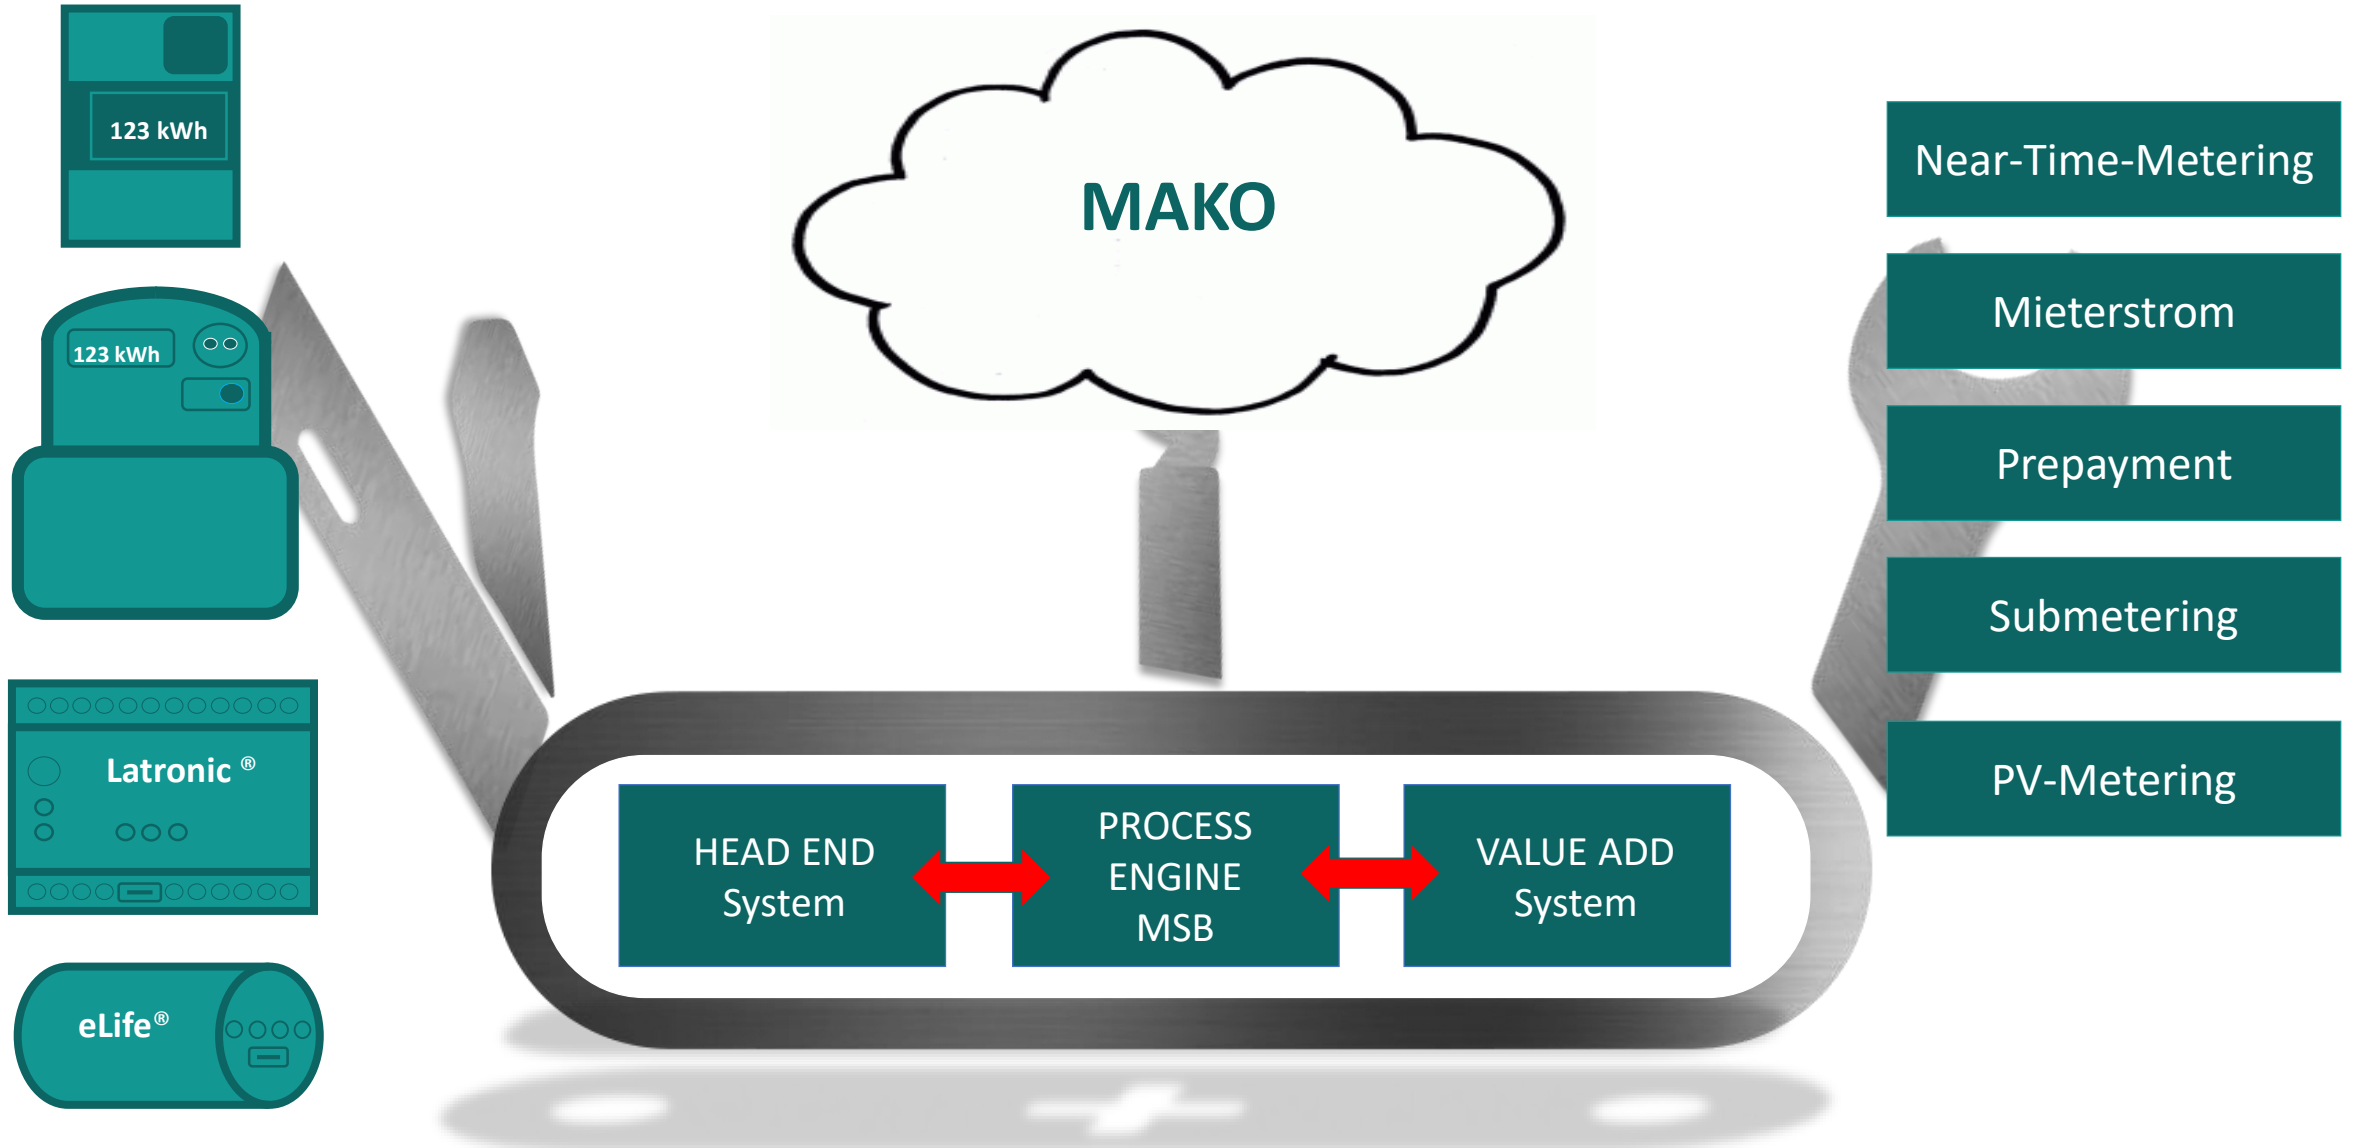 123 kWh
123 kWh
Latronic ®
eLife®
MAKO
HEAD END
System
PROCESS
ENGINE
MSB
VALUE ADD
System
Near-Time-Metering
Mieterstrom
Prepayment
Submetering
PV-Metering